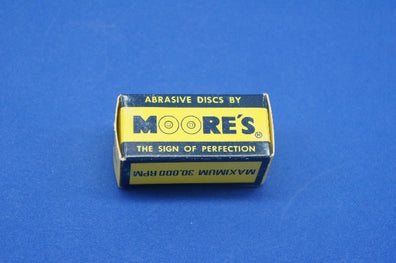 ABRASIVE DISCS BY
MOORE'S®
THE SIGN OF PERFECTION
MAXIMUM 30,000 RPM